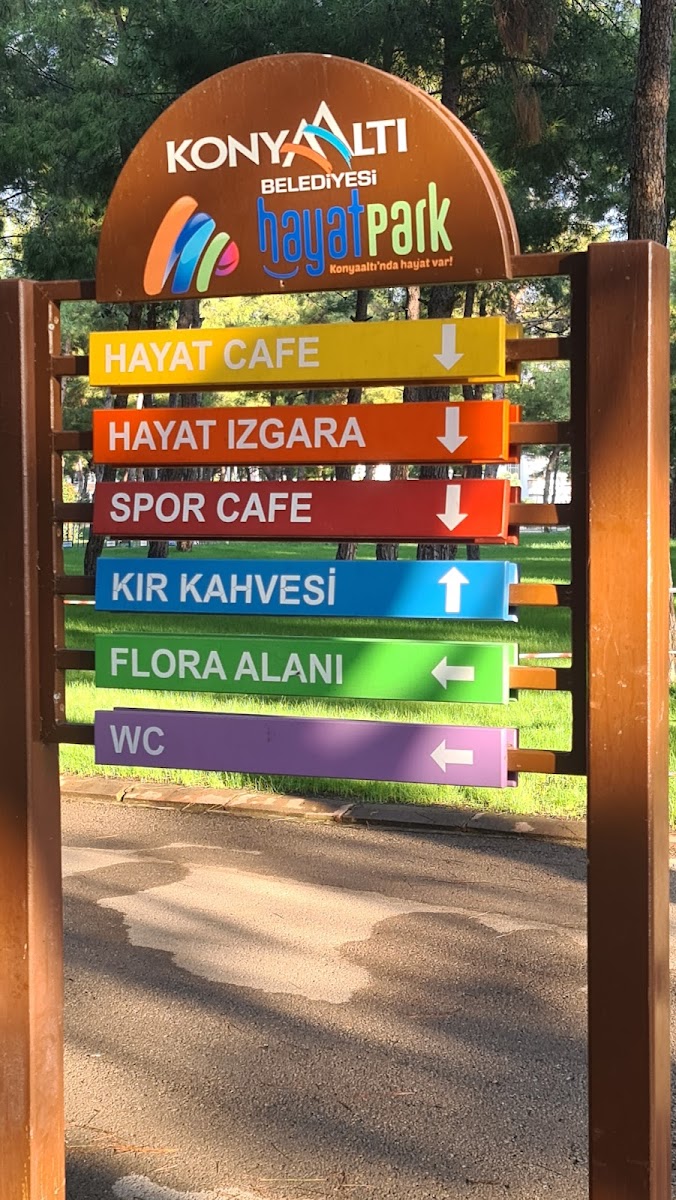 KONYAALTI
BELEDİYESİ
hayatpark
Konyaaltı'nda hayat var!
HAYAT CAFE ↓
HAYAT IZGARA ↓
SPOR CAFE ↓
KIR KAHVESİ ↑
FLORA ALANI ←
WC ←